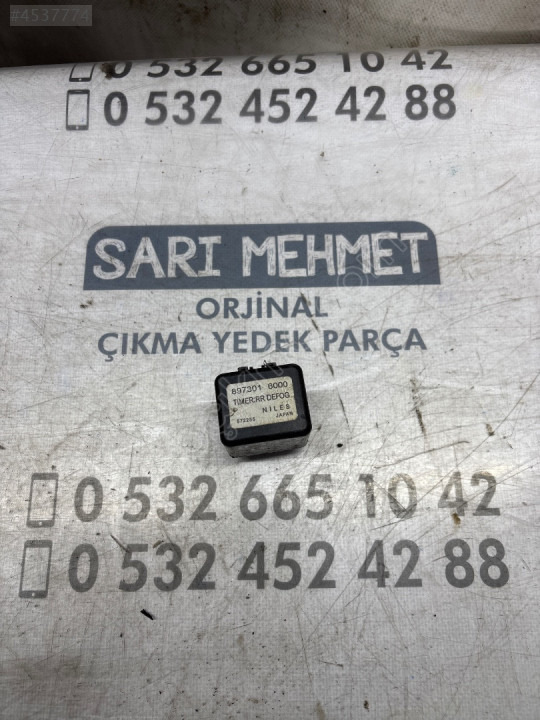 #4537774
0 532 665 10 42
0 532 452 42 88
SARI MEHMET
ORJİNAL
ÇIKMA YEDEK PARÇA
897301 8000
TIMER;RR DEFOG
NILES
JAPAN
0 532 665 10 42
0 532 452 42 88